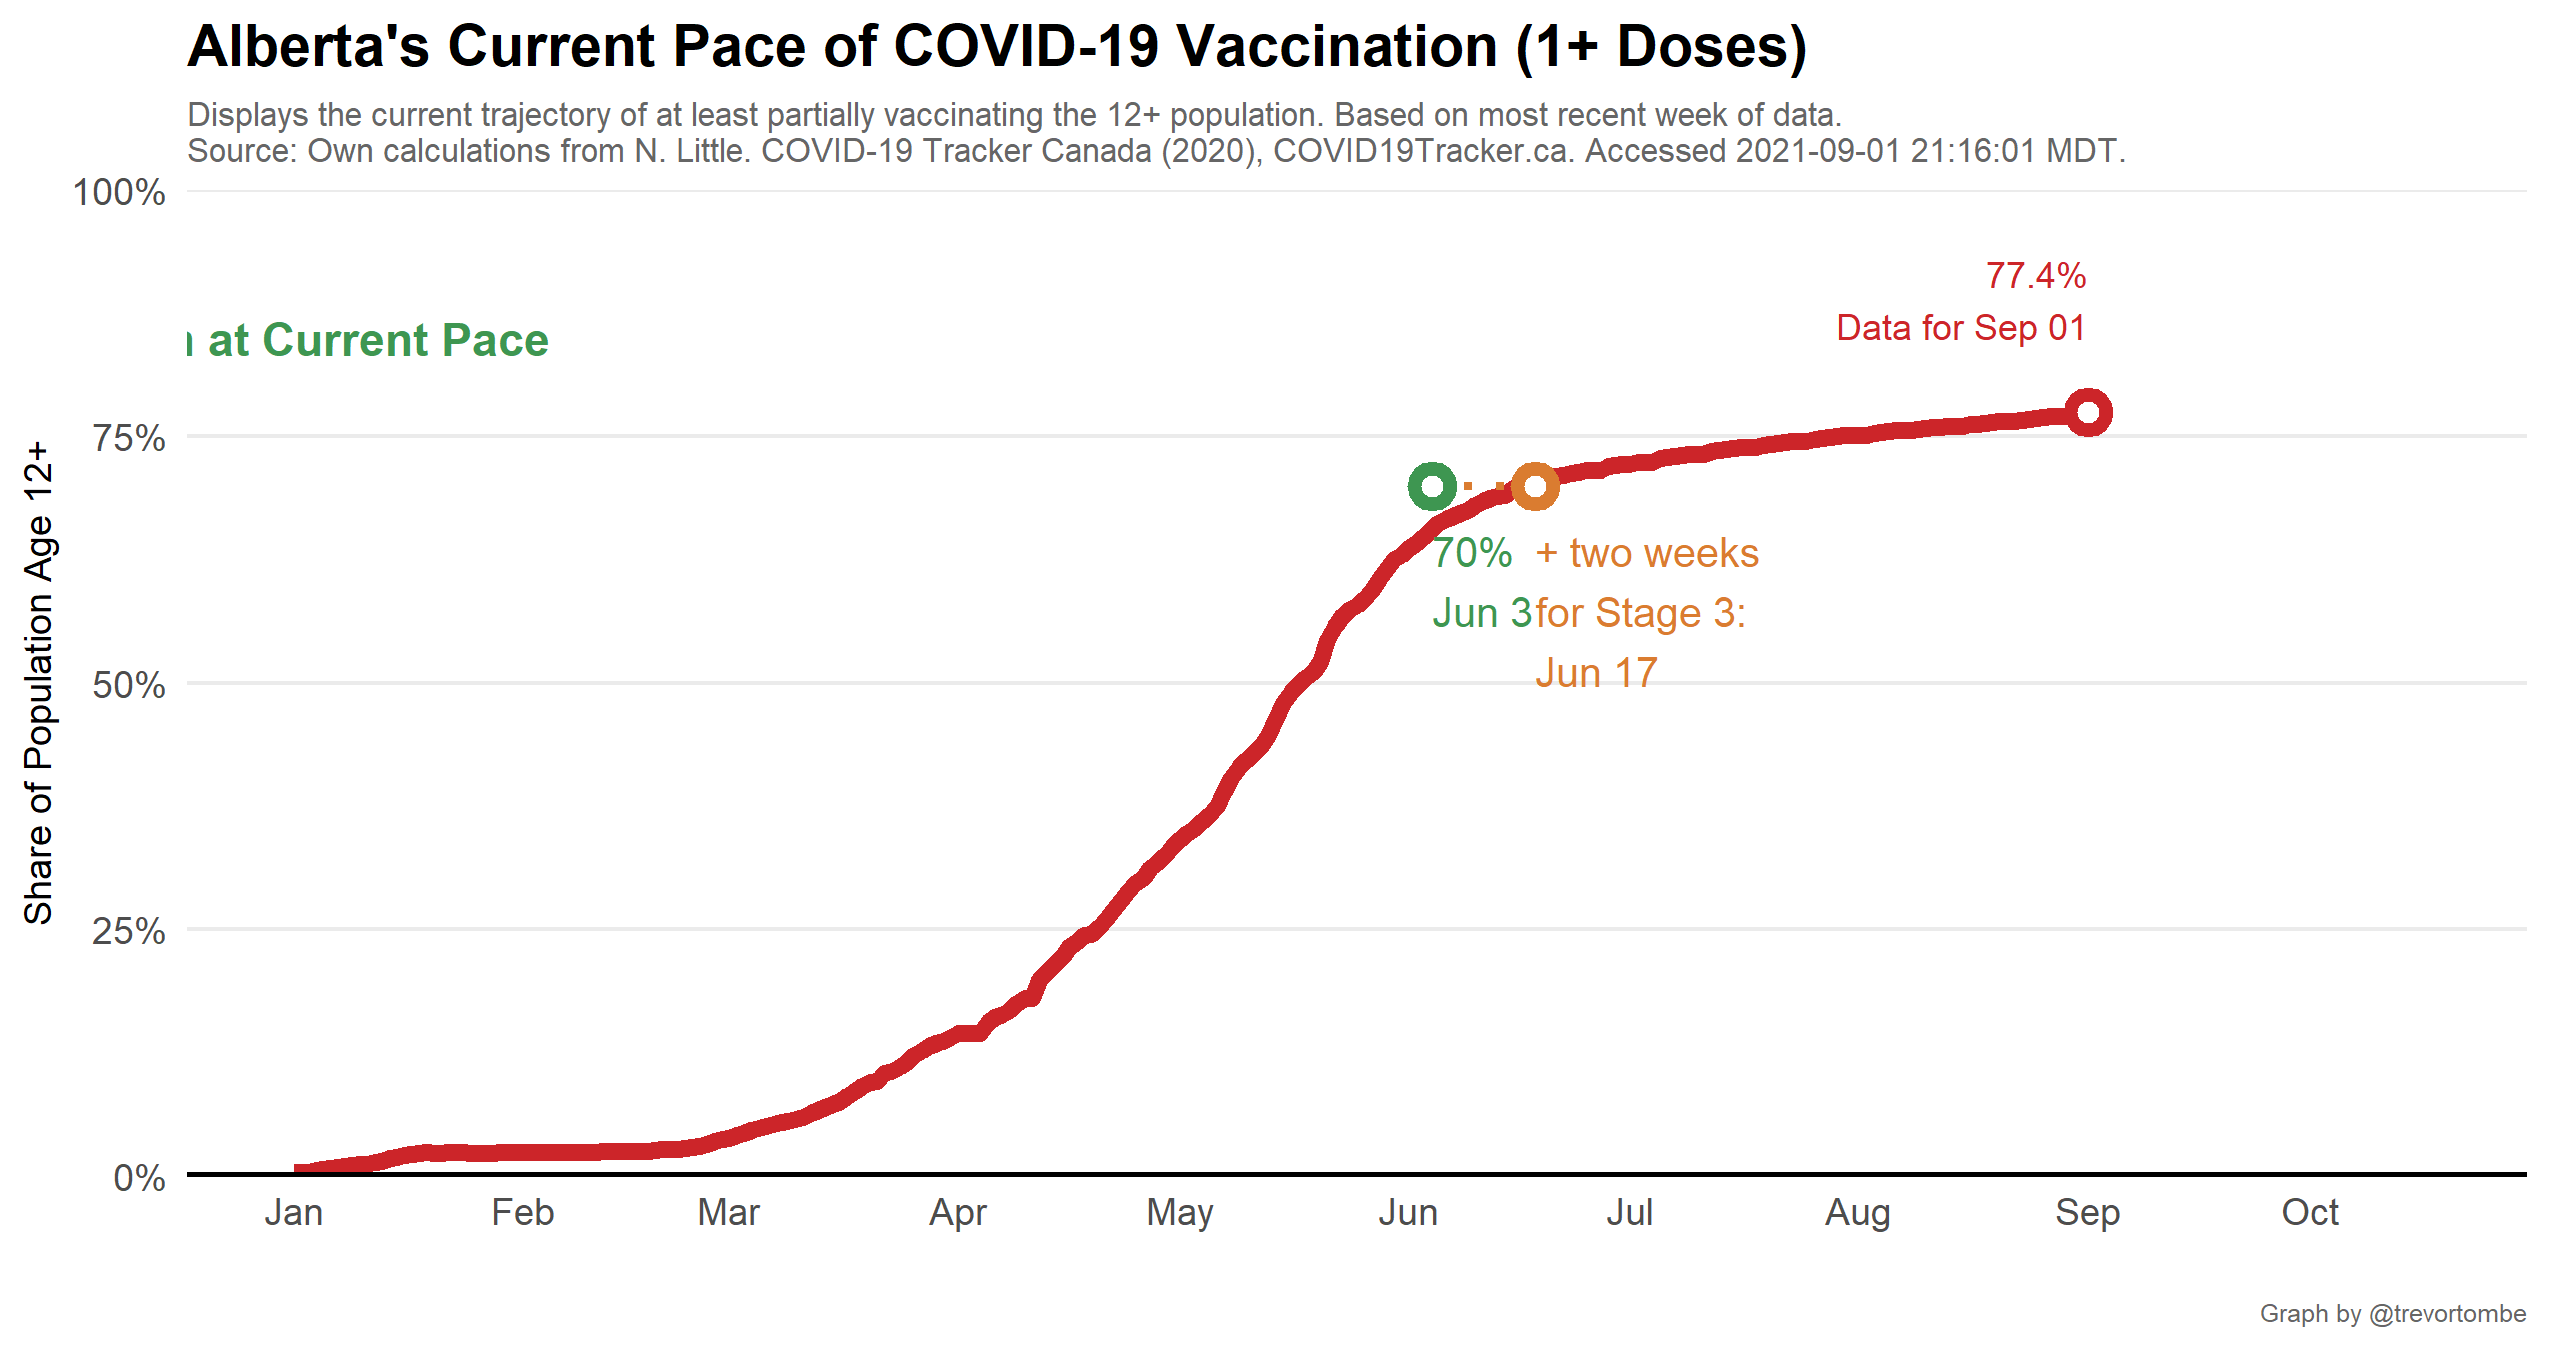 Alberta's Current Pace of COVID-19 Vaccination (1+ Doses)
Displays the current trajectory of at least partially vaccinating the 12+ population. Based on most recent week of data.
Source: Own calculations from N. Little. COVID-19 Tracker Canada (2020), COVID19Tracker.ca. Accessed 2021-09-01 21:16:01 MDT.
100%
75%
50%
25%
0%
Share of Population Age 12+
at Current Pace
77.4%
Data for Sep 01
70%
Jun 3
+ two weeks
for Stage 3:
Jun 17
Jan Feb Mar Apr May Jun Jul Aug Sep Oct
Graph by @trevortombe